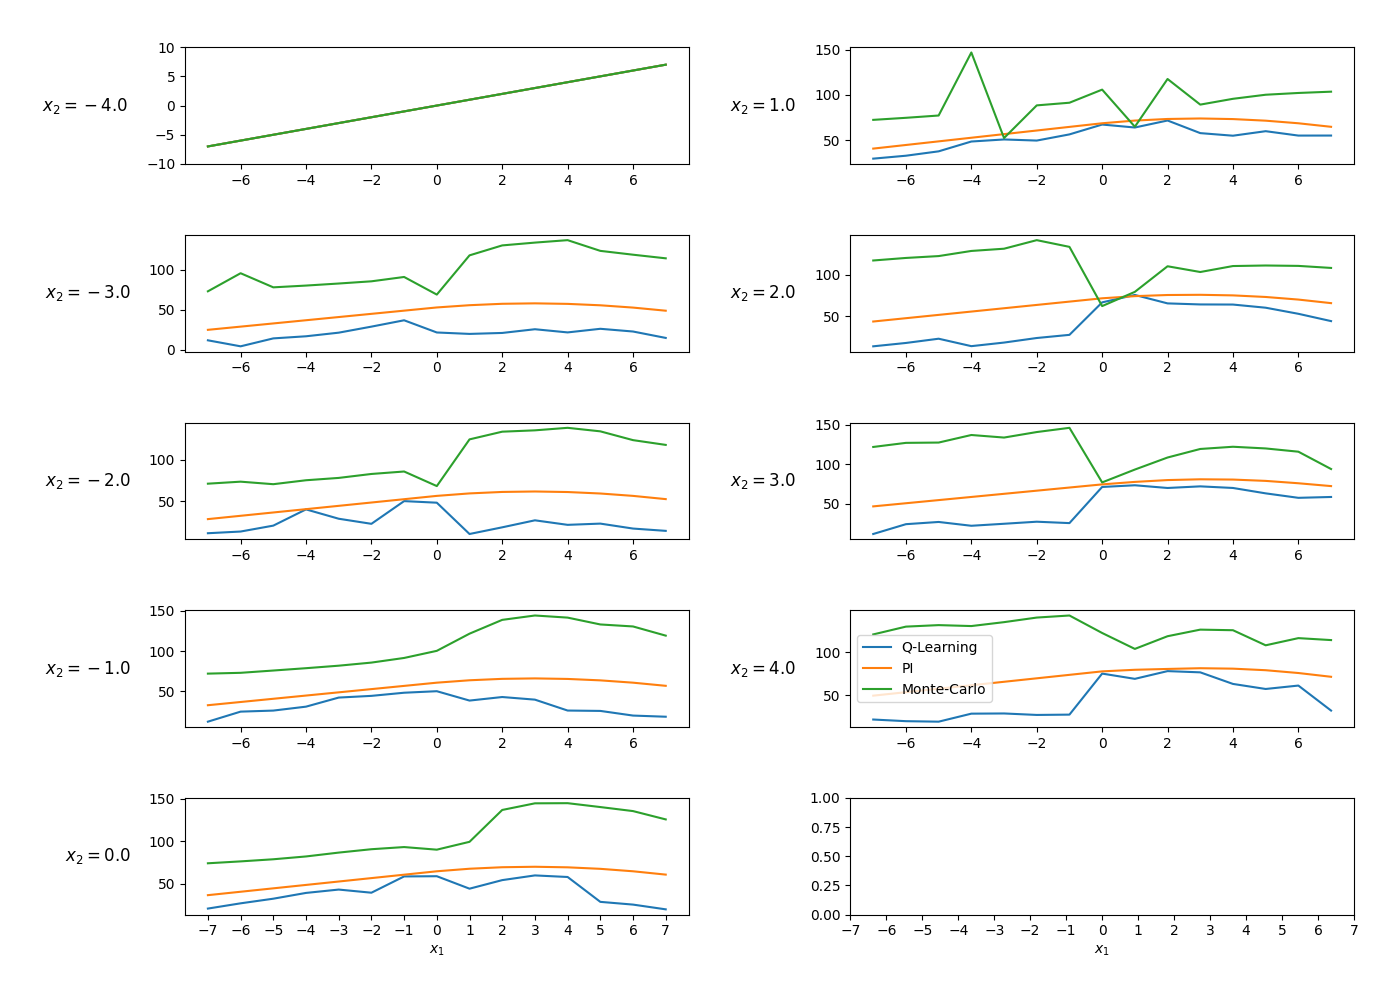 x₂ = −4.0
10
5
0
−5
−10
−6 −4 −2 0 2 4 6
x₂ = −3.0
100
50
0
−6 −4 −2 0 2 4 6
x₂ = −2.0
100
50
−6 −4 −2 0 2 4 6
x₂ = −1.0
150
100
50
−6 −4 −2 0 2 4 6
x₂ = 0.0
150
100
50
−7 −6 −5 −4 −3 −2 −1 0 1 2 3 4 5 6 7
x₁
x₂ = 1.0
150
100
50
−6 −4 −2 0 2 4 6
x₂ = 2.0
100
50
−6 −4 −2 0 2 4 6
x₂ = 3.0
150
100
50
−6 −4 −2 0 2 4 6
x₂ = 4.0
100
50
Q-Learning
PI
Monte-Carlo
−6 −4 −2 0 2 4 6
1.00
0.75
0.50
0.25
0.00
−7 −6 −5 −4 −3 −2 −1 0 1 2 3 4 5 6 7
x₁